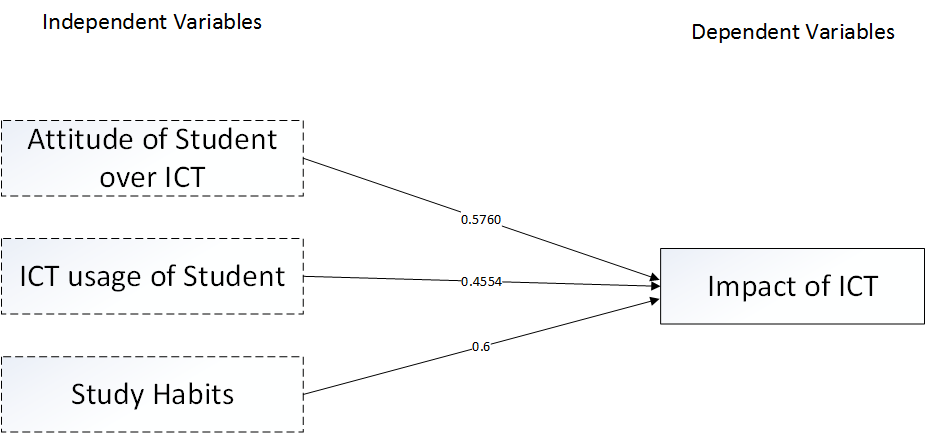 Independent Variables
Dependent Variables
Attitude of Student
over ICT
0.5760
ICT usage of Student
0.4554
Impact of ICT
0.6
Study Habits